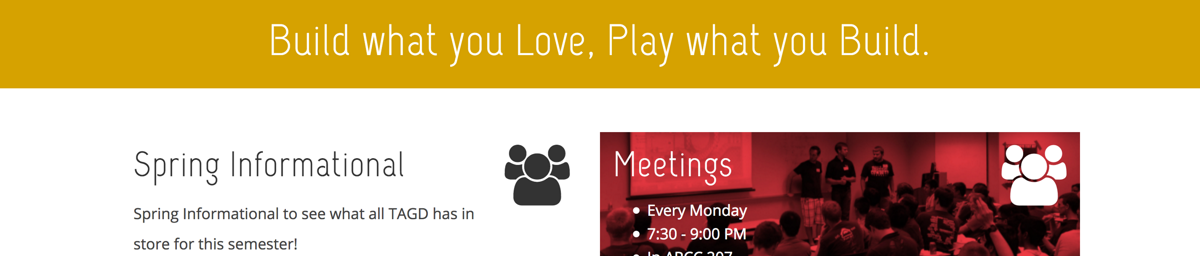 Build what you Love, Play what you Build.
Spring Informational
Spring Informational to see what all TAGD has in
store for this semester!
Meetings
Every Monday
7:30 - 9:00 PM
In